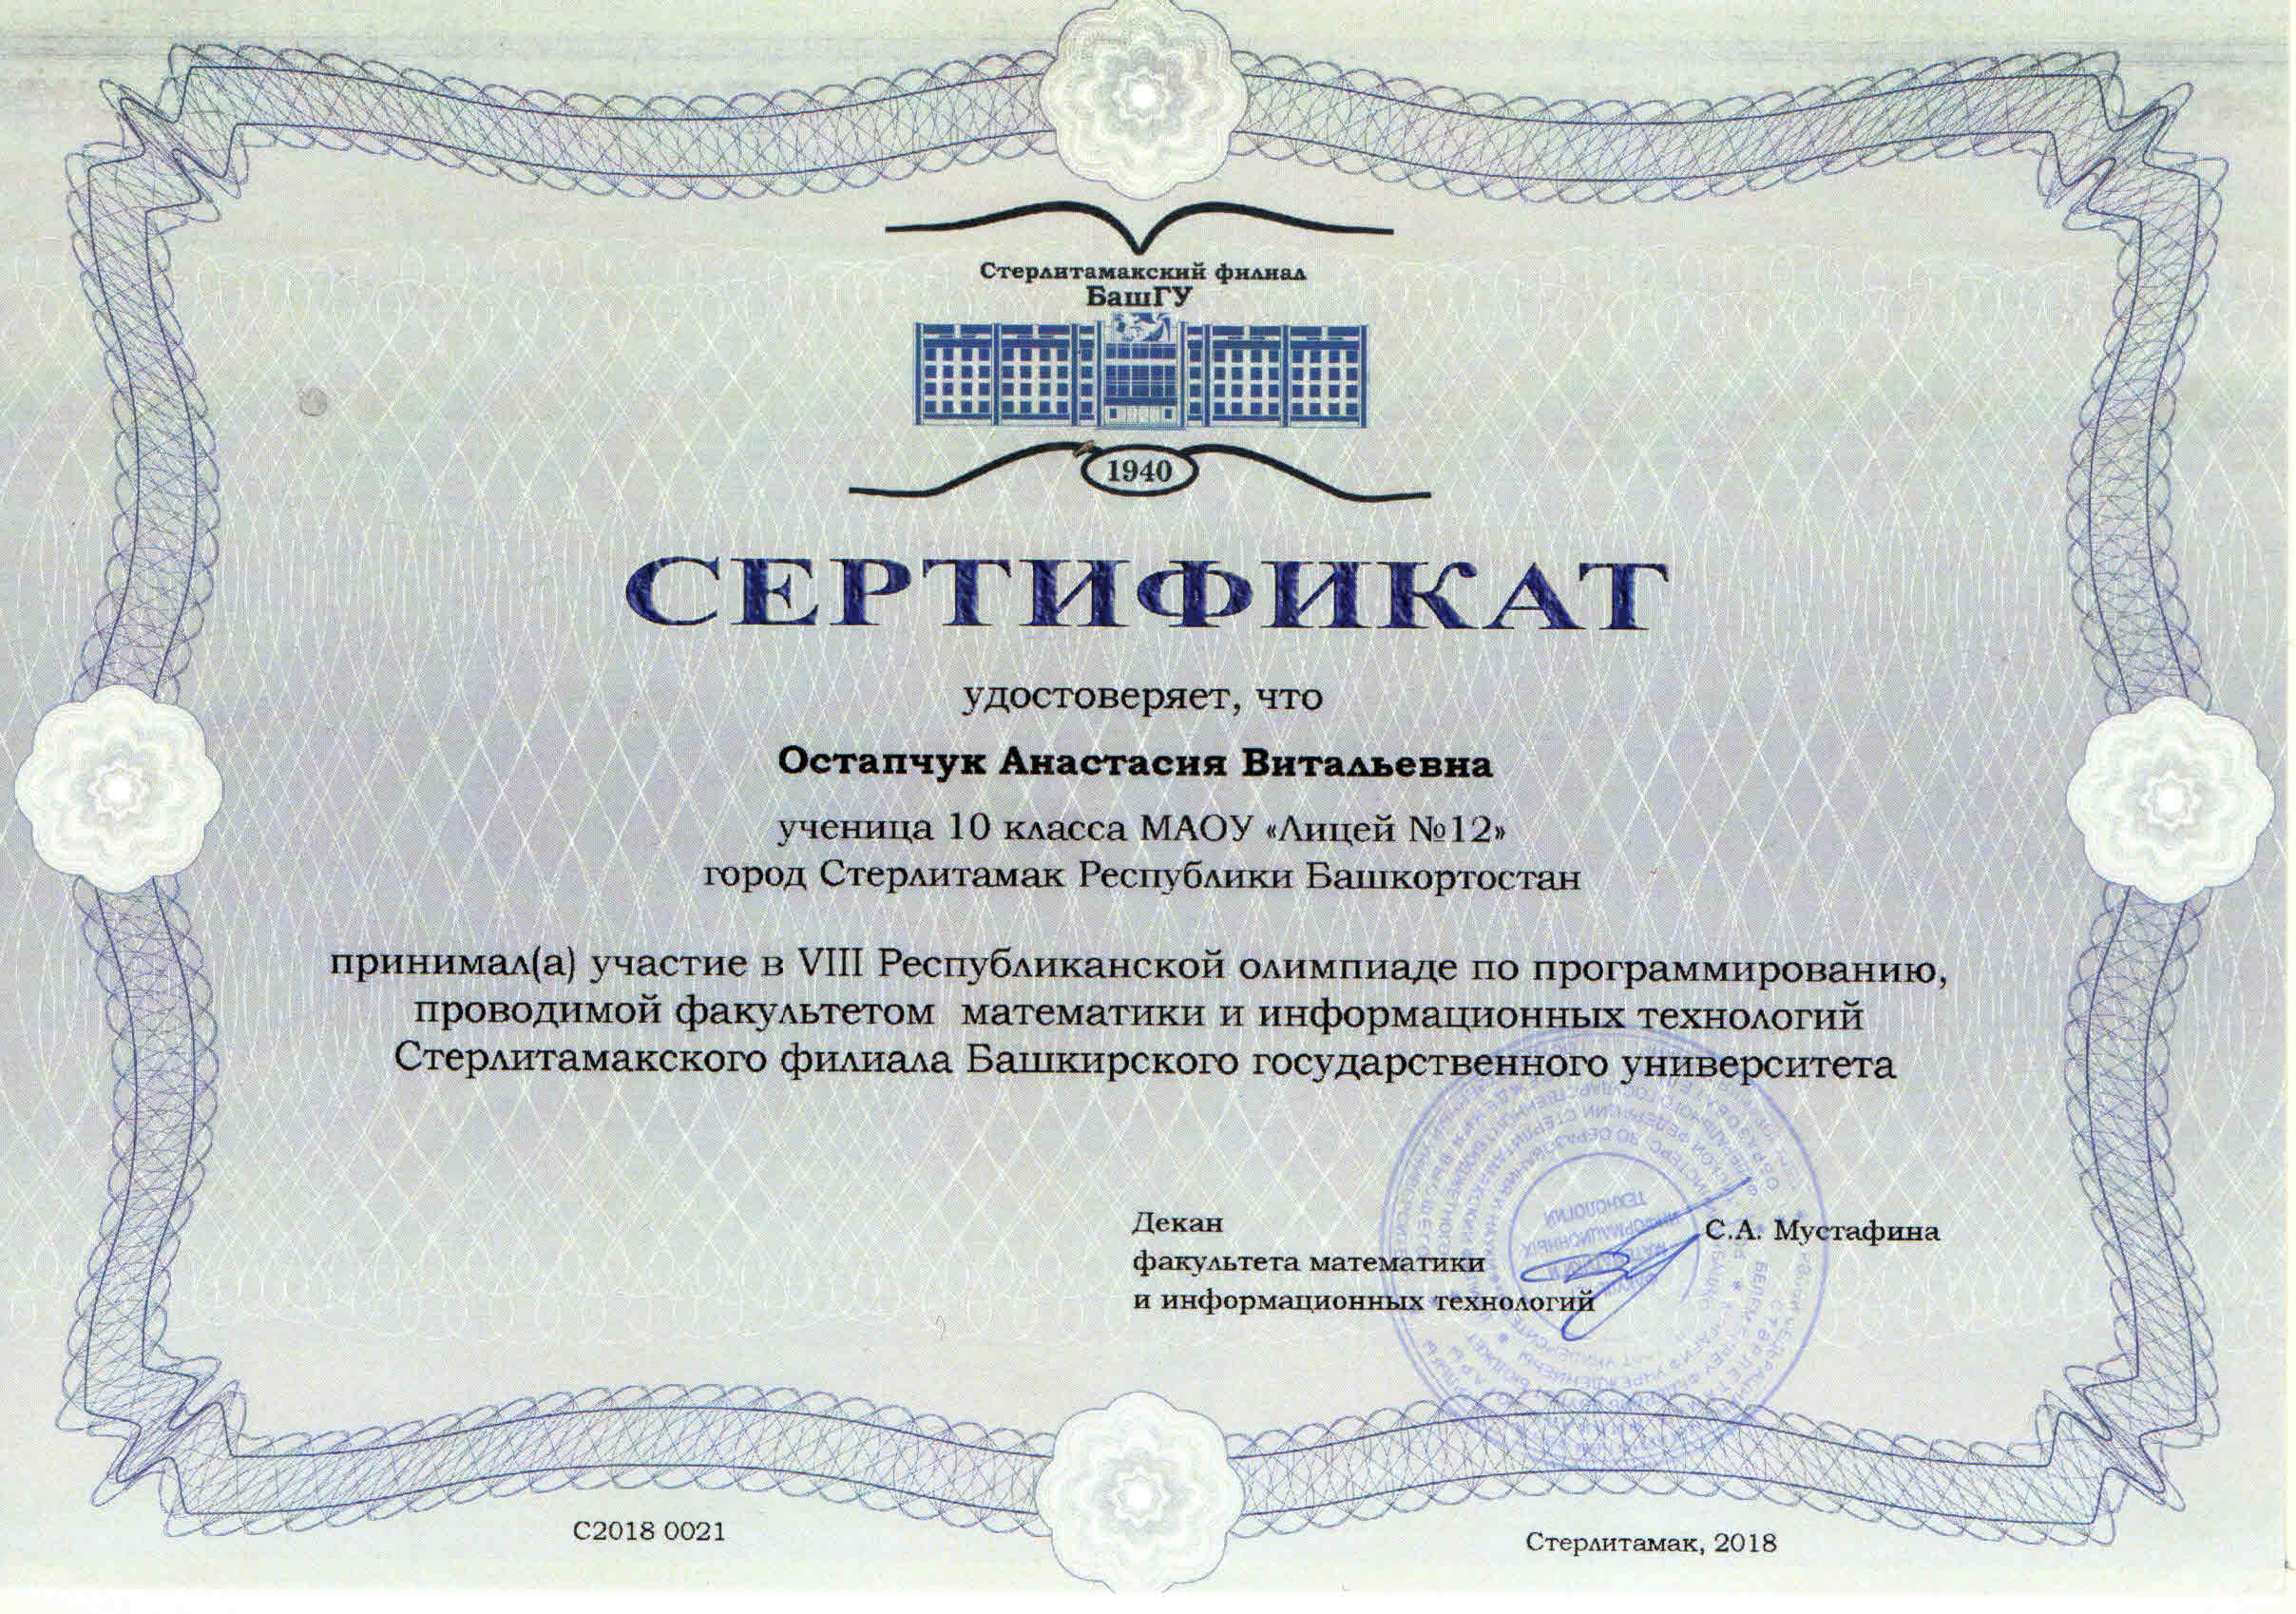 Стерлитамакский филиал
БашГУ
1940
СЕРТИФИКАТ
удостоверяет, что
Остапчук Анастасия Витальевна
ученица 10 класса МАОУ «Лицей №12»
город Стерлитамак Республики Башкортостан
принимал(а) участие в VIII Республиканской олимпиаде по программированию,
проводимой факультетом математики и информационных технологий
Стерлитамакского филиала Башкирского государственного университета
Декан
факультета математики
и информационных технологий
С.А. Мустафина
ИНФОРМАЦИОННЫХ
ТЕХНОЛОГИЙ
С2018 0021
Стерлитамак, 2018